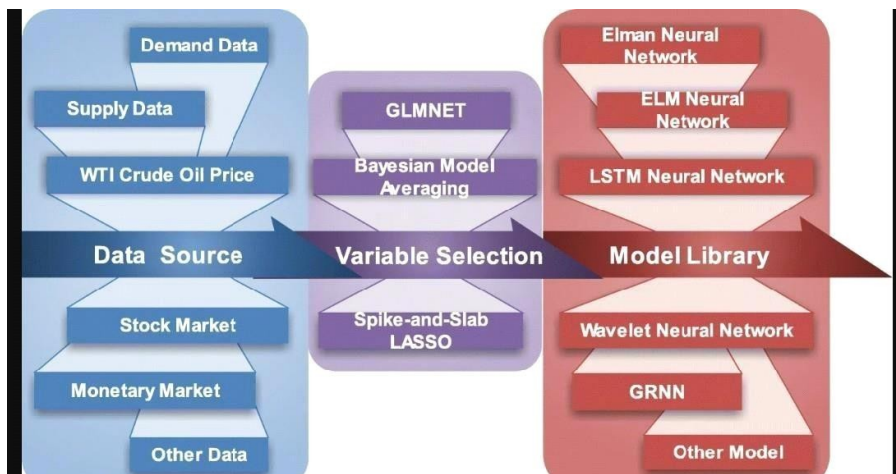 Demand Data
Supply Data
WTI Crude Oil Price
Data Source
Stock Market
Monetary Market
Other Data
GLMNET
Bayesian Model
Averaging
Variable Selection
Spike-and-Slab
LASSO
Elman Neural
Network
ELM Neural
Network
LSTM Neural Network
Model Library
Wavelet Neural Network
GRNN
Other Model